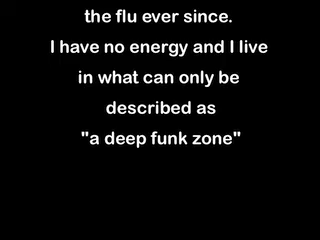 the flu ever since.
I have no energy and I live
in what can only be
described as
"a deep funk zone"